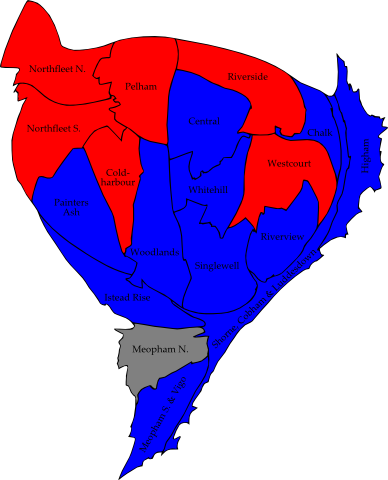 Northfleet N.
Pelham
Riverside
Northfleet S.
Central
Chalk
Westcourt
Higham
Cold-
harbour
Painters
Ash
Whitehill
Woodlands
Riverview
Singlewell
Istead Rise
Shorne, Cobham & Luddesdown
Meopham N.
Meopham S. & Vigo